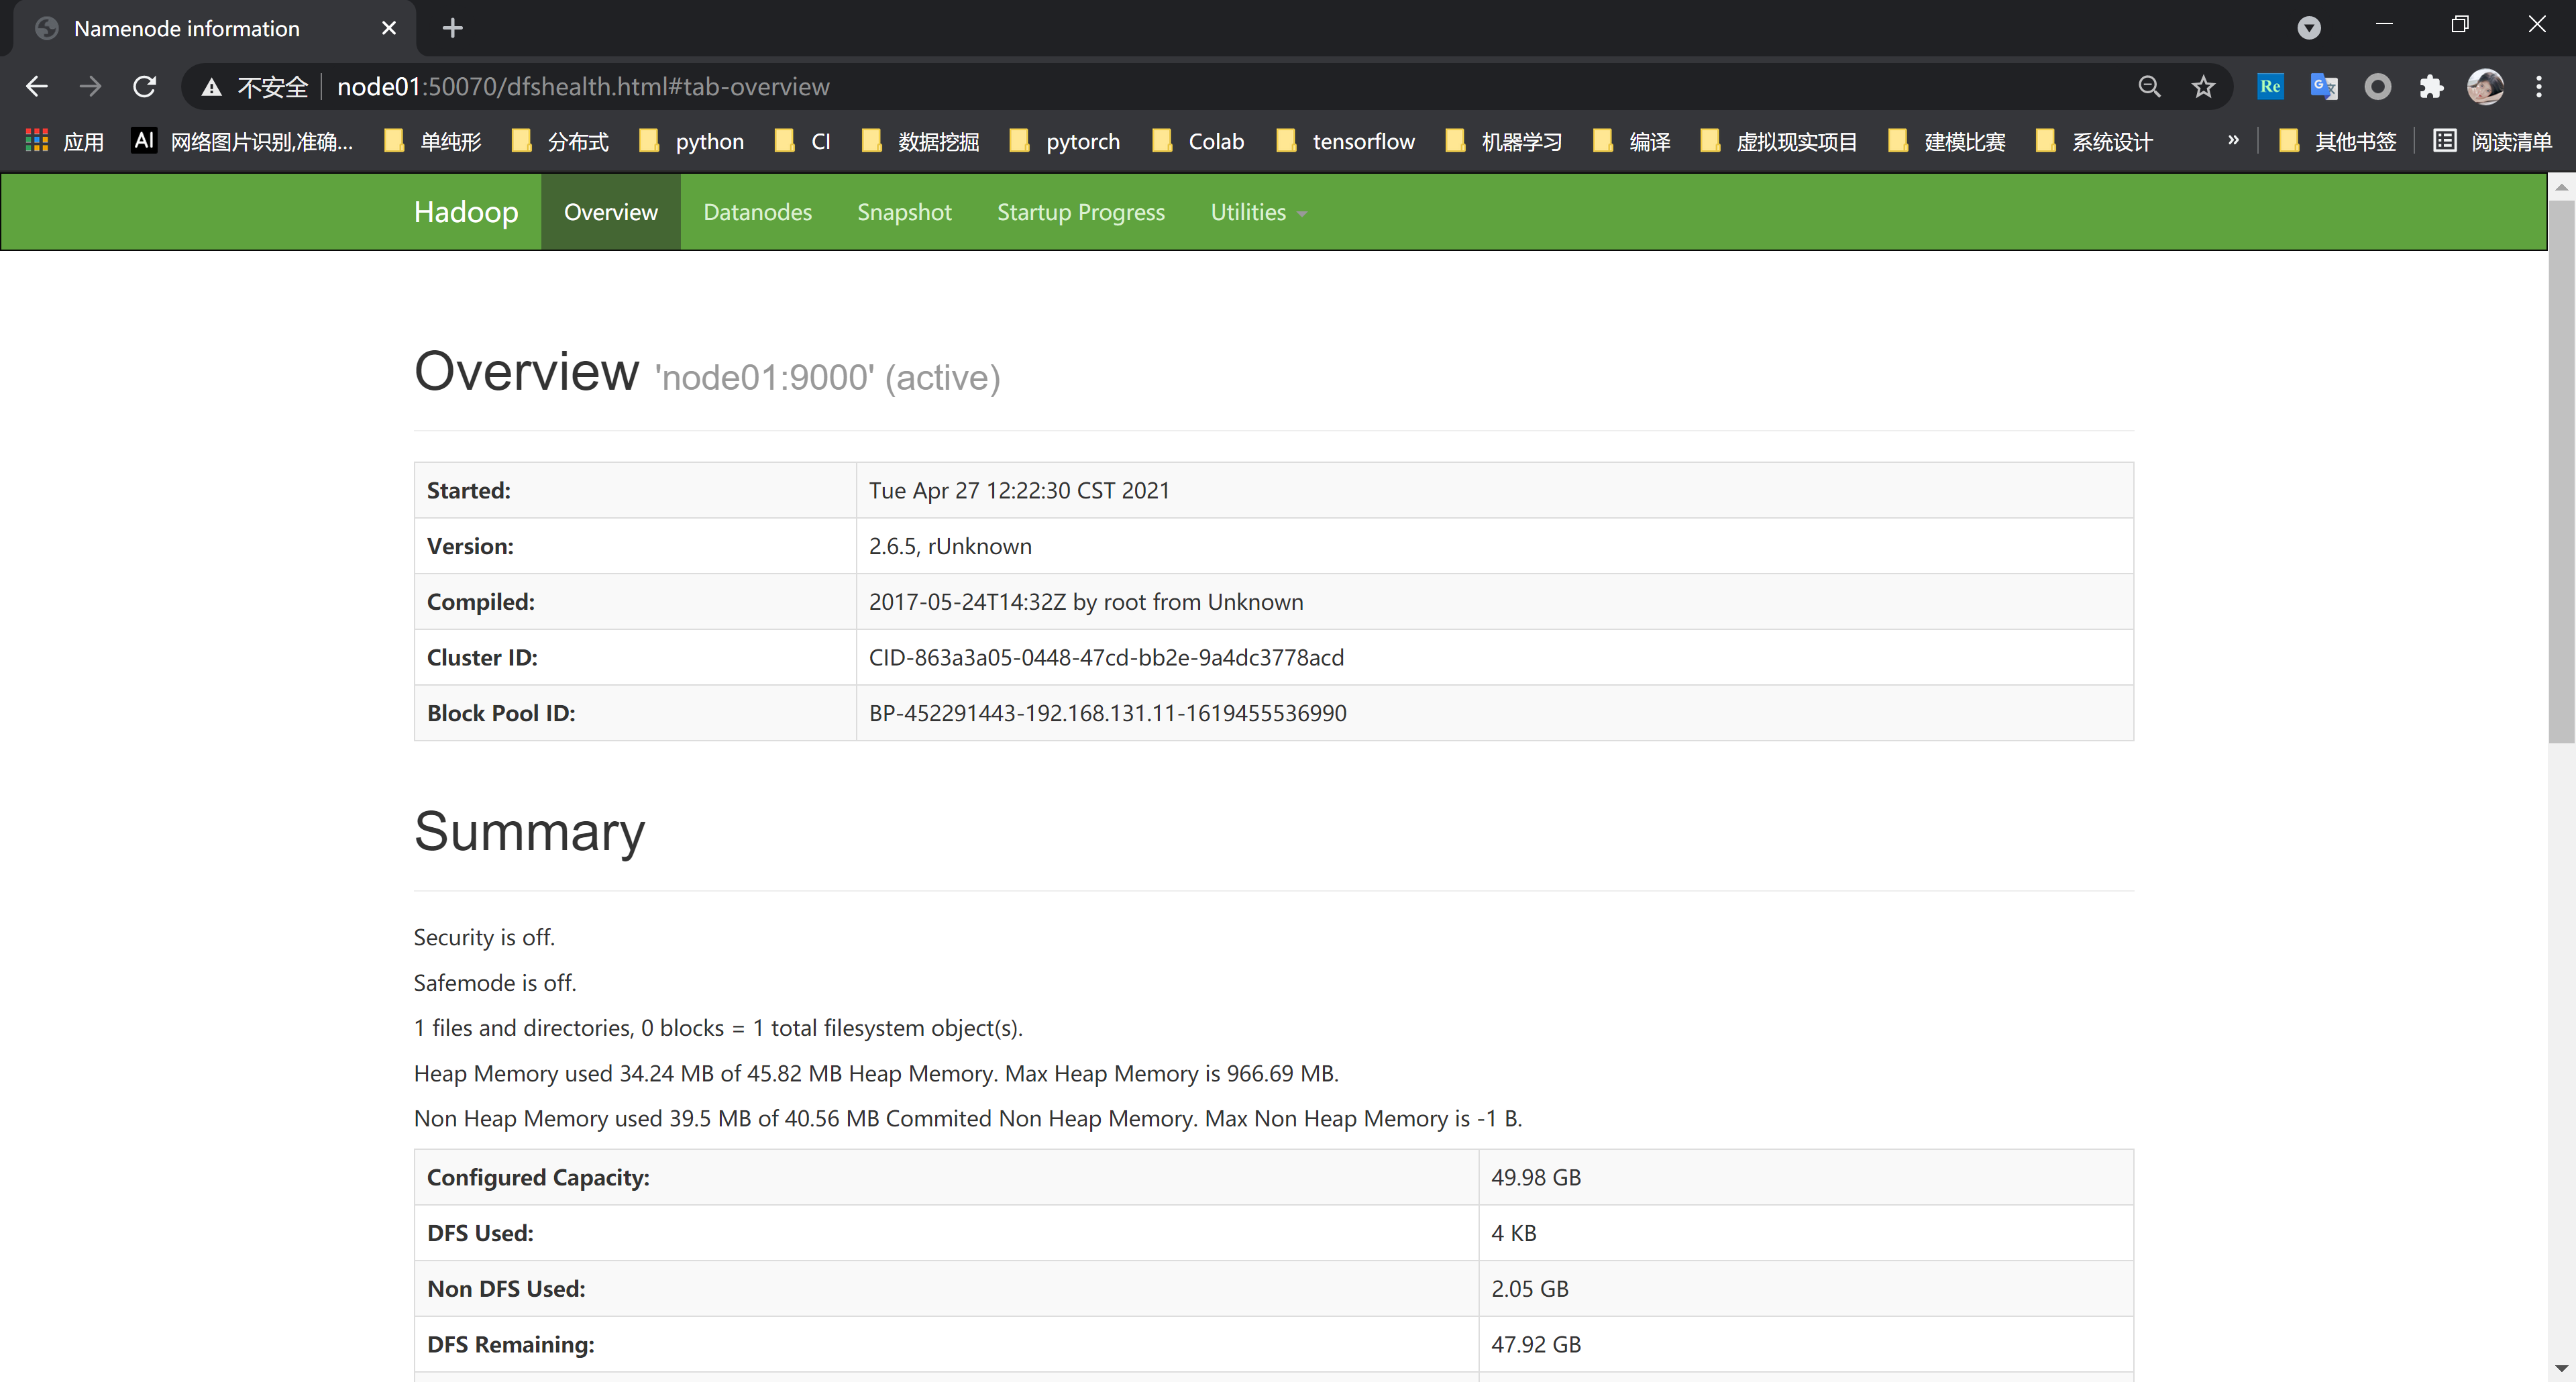 Namenode information
不安全 node01:50070/dfshealth.html#tab-overview Re G
应用 AI 网络图片识别,准确... 单纯形 分布式 python CI 数据挖掘 pytorch Colab tensorflow 机器学习 编译 虚拟现实项目 建模比赛 系统设计 » 其他书签 阅读清单
Hadoop Overview Datanodes Snapshot Startup Progress Utilities
Overview 'node01:9000' (active)
Started: Tue Apr 27 12:22:30 CST 2021
Version: 2.6.5, rUnknown
Compiled: 2017-05-24T14:32Z by root from Unknown
Cluster ID: CID-863a3a05-0448-47cd-bb2e-9a4dc3778acd
Block Pool ID: BP-452291443-192.168.131.11-1619455536990
Summary
Security is off.
Safemode is off.
1 files and directories, 0 blocks = 1 total filesystem object(s).
Heap Memory used 34.24 MB of 45.82 MB Heap Memory. Max Heap Memory is 966.69 MB.
Non Heap Memory used 39.5 MB of 40.56 MB Commited Non Heap Memory. Max Non Heap Memory is -1 B.
Configured Capacity: 49.98 GB
DFS Used: 4 KB
Non DFS Used: 2.05 GB
DFS Remaining: 47.92 GB